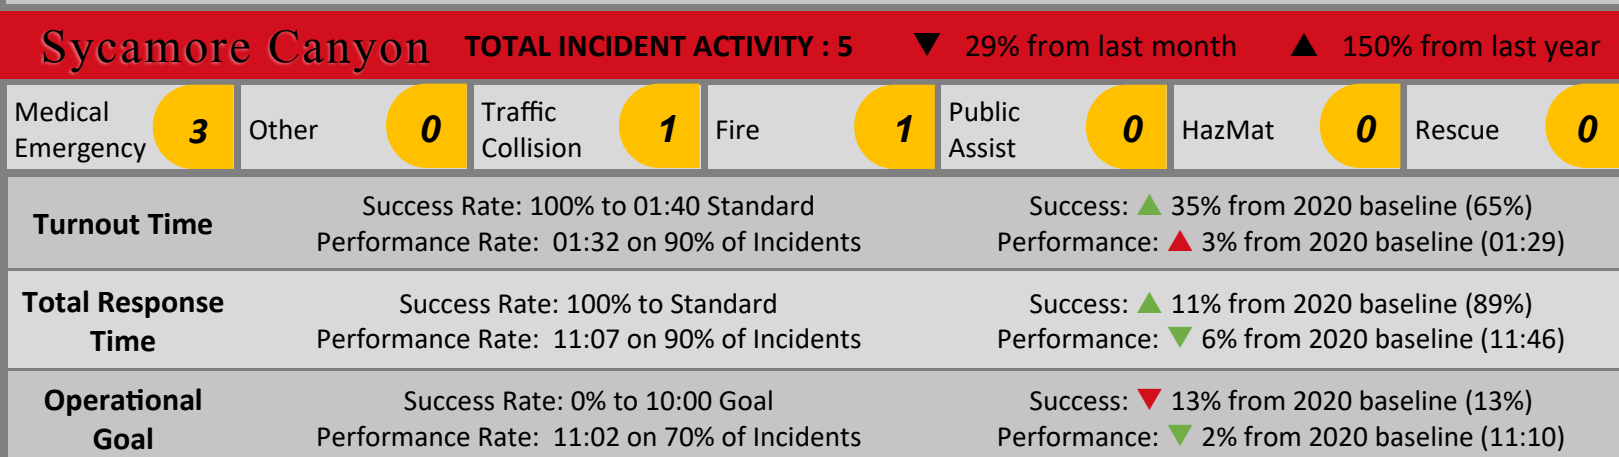 Sycamore Canyon TOTAL INCIDENT ACTIVITY : 5 ▼ 29% from last month ▲ 150% from last year
Medical Emergency 3
Other 0
Traffic Collision 1
Fire 1
Public Assist 0
HazMat 0
Rescue 0
Turnout Time
Success Rate: 100% to 01:40 Standard
Performance Rate: 01:32 on 90% of Incidents
Success: ▲ 35% from 2020 baseline (65%)
Performance: ▲ 3% from 2020 baseline (01:29)
Total Response
Time
Success Rate: 100% to Standard
Performance Rate: 11:07 on 90% of Incidents
Success: ▲ 11% from 2020 baseline (89%)
Performance: ▼ 6% from 2020 baseline (11:46)
Operational
Goal
Success Rate: 0% to 10:00 Goal
Performance Rate: 11:02 on 70% of Incidents
Success: ▼ 13% from 2020 baseline (13%)
Performance: ▼ 2% from 2020 baseline (11:10)